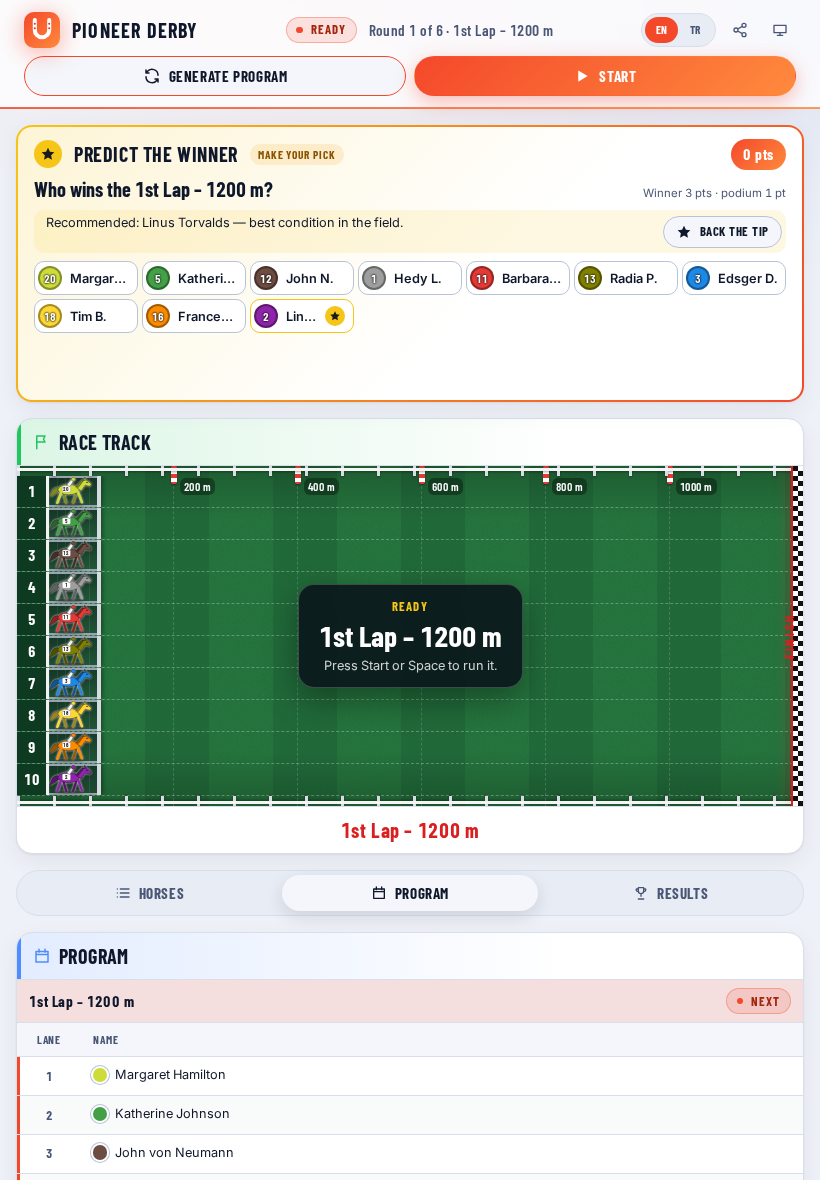 PIONEER DERBY
READY
Round 1 of 6 · 1st Lap – 1200 m
EN
TR
GENERATE PROGRAM
START
PREDICT THE WINNER
MAKE YOUR PICK
0 pts
Who wins the 1st Lap – 1200 m?
Winner 3 pts · podium 1 pt
Recommended: Linus Torvalds — best condition in the field.
BACK THE TIP
20 Margar...
5 Katheri...
12 John N.
1 Hedy L.
11 Barbara...
13 Radia P.
3 Edsger D.
18 Tim B.
16 France...
2 Lin...
RACE TRACK
200 m
400 m
600 m
800 m
1000 m
1
2
3
4
5
6
7
8
9
10
READY
1st Lap – 1200 m
Press Start or Space to run it.
1st Lap – 1200 m
HORSES
PROGRAM
RESULTS
PROGRAM
1st Lap – 1200 m
NEXT
LANE NAME
1 Margaret Hamilton
2 Katherine Johnson
3 John von Neumann